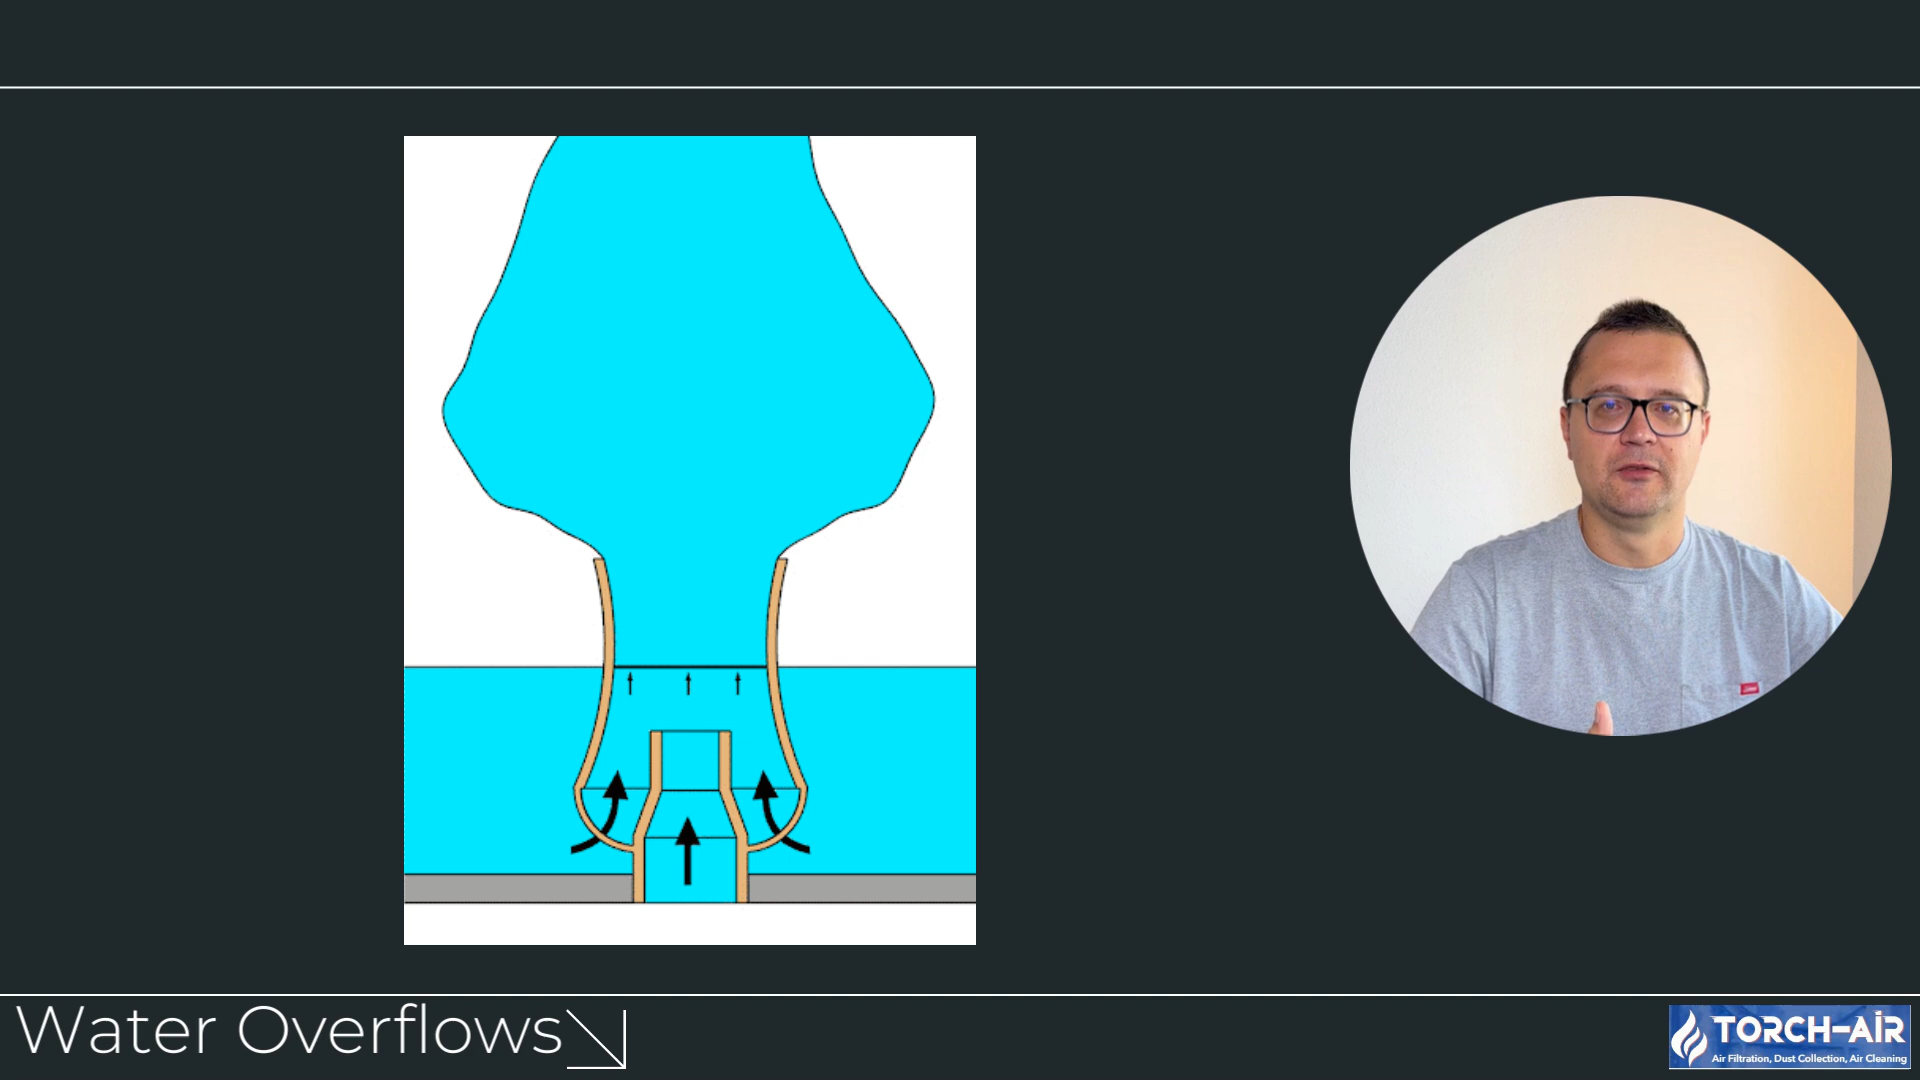 Water Overflows
TORCH-AIR
Air Filtration, Dust Collection, Air Cleaning